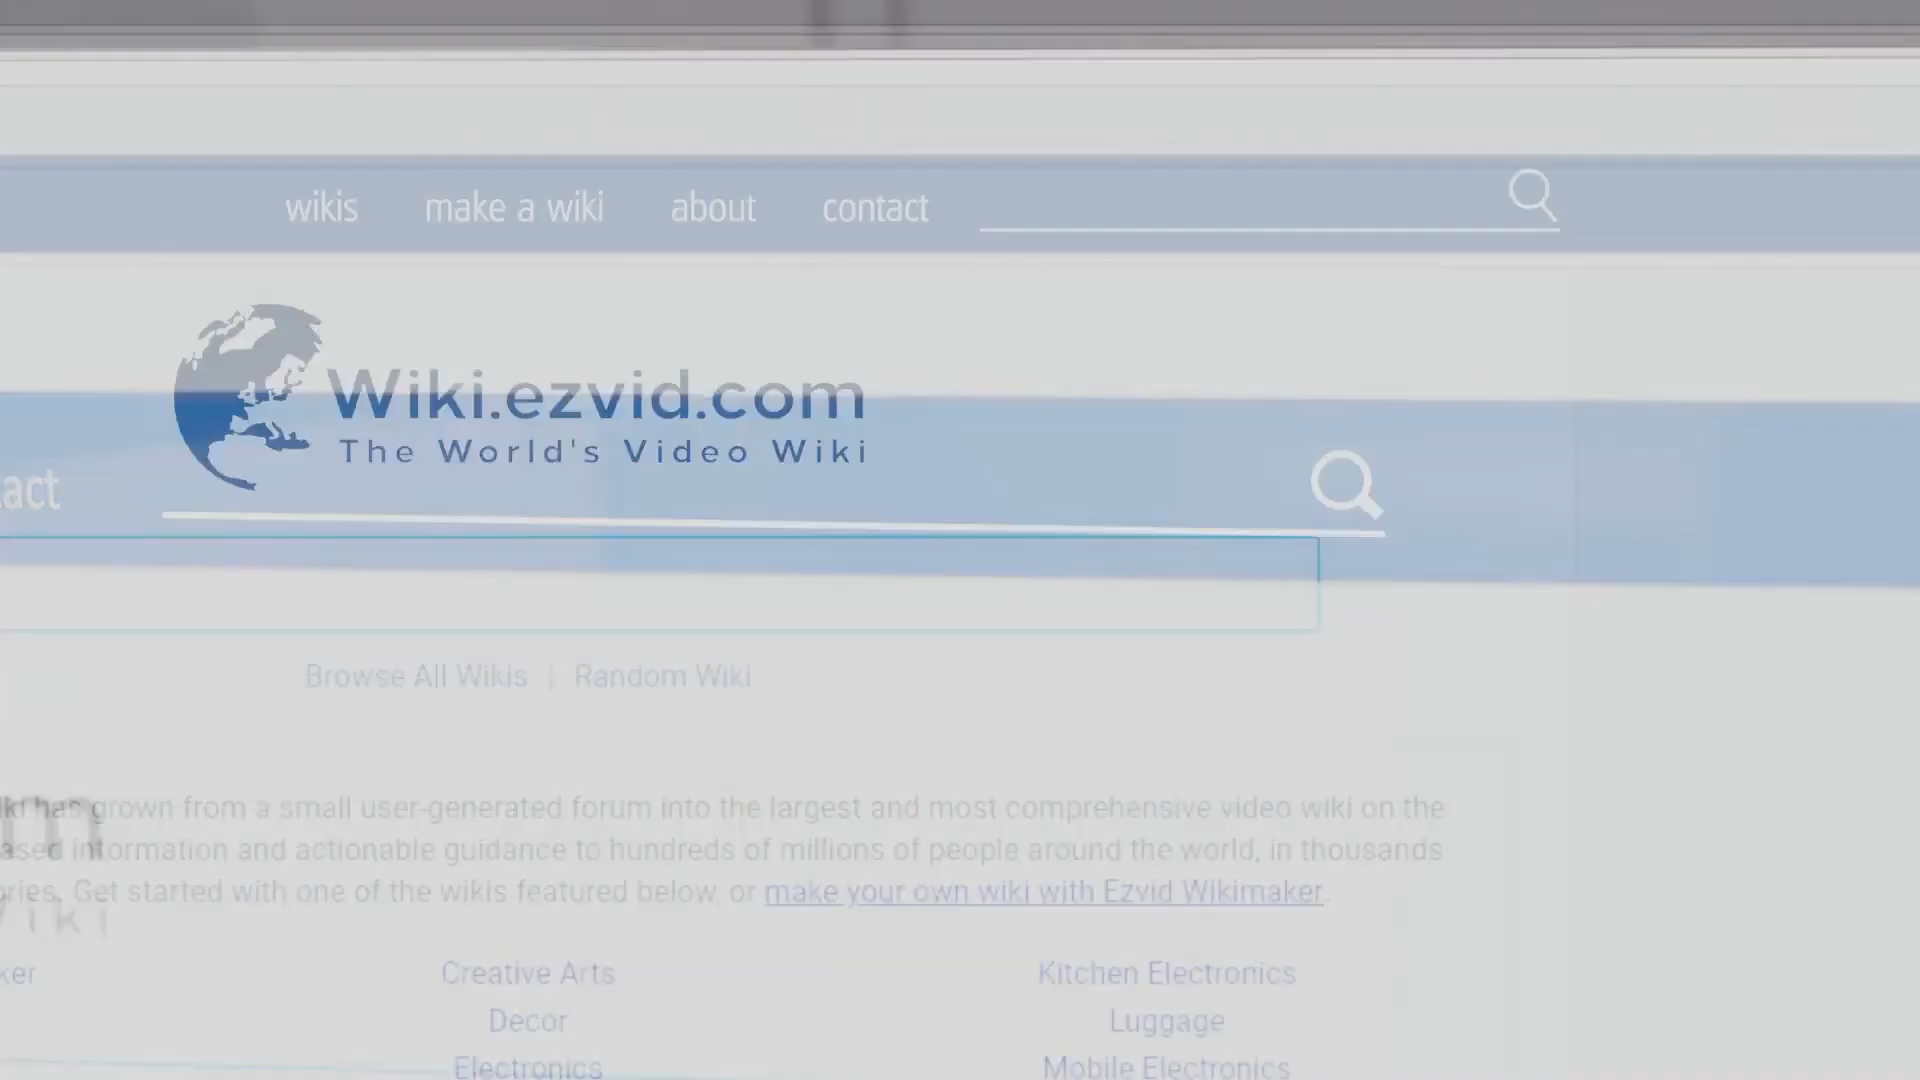 wikis make a wiki about contact
Wiki.ezvid.com
The World's Video Wiki
act
Browse All Wikis | Random Wiki
has grown from a small user-generated forum into the largest and most comprehensive video wiki on the
information and actionable guidance to hundreds of millions of people around the world, in thousands
Get started with one of the wikis featured below, or make your own wiki with Ezvid Wikimaker.
m
iki
ker Creative Arts Kitchen Electronics
Decor Luggage
Electronics Mobile Electronics